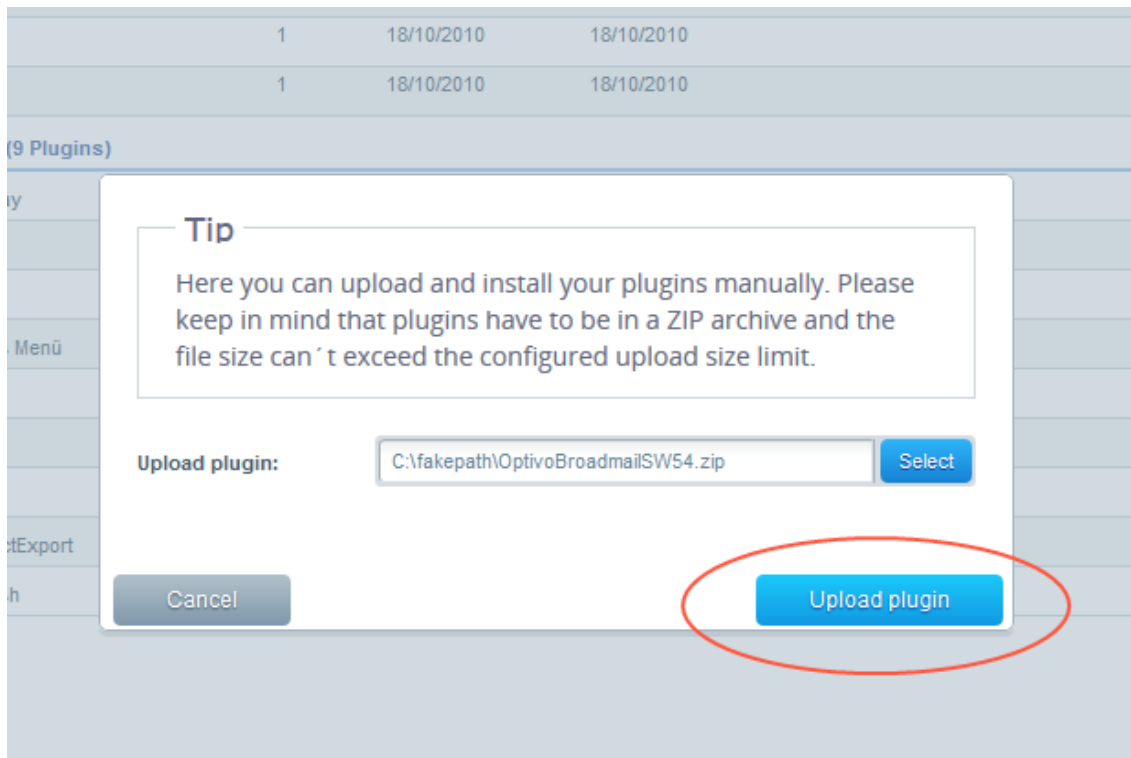 1 18/10/2010 18/10/2010
1 18/10/2010 18/10/2010
(9 Plugins)
Tip
Here you can upload and install your plugins manually. Please
keep in mind that plugins have to be in a ZIP archive and the
file size can´t exceed the configured upload size limit.
Menü
Upload plugin: C:\fakepath\OptivoBroadmailSW54.zip Select
ctExport
Cancel Upload plugin